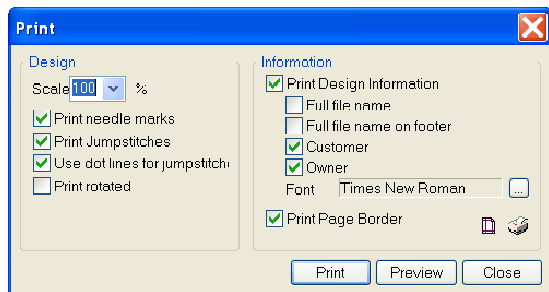 Print
Design
Scale 100 %
Print needle marks
Print Jumpstitches
Use dot lines for jumpstitche
Print rotated
Information
Print Design Information
Full file name
Full file name on footer
Customer
Owner
Font Times New Roman ...
Print Page Border
Print Preview Close